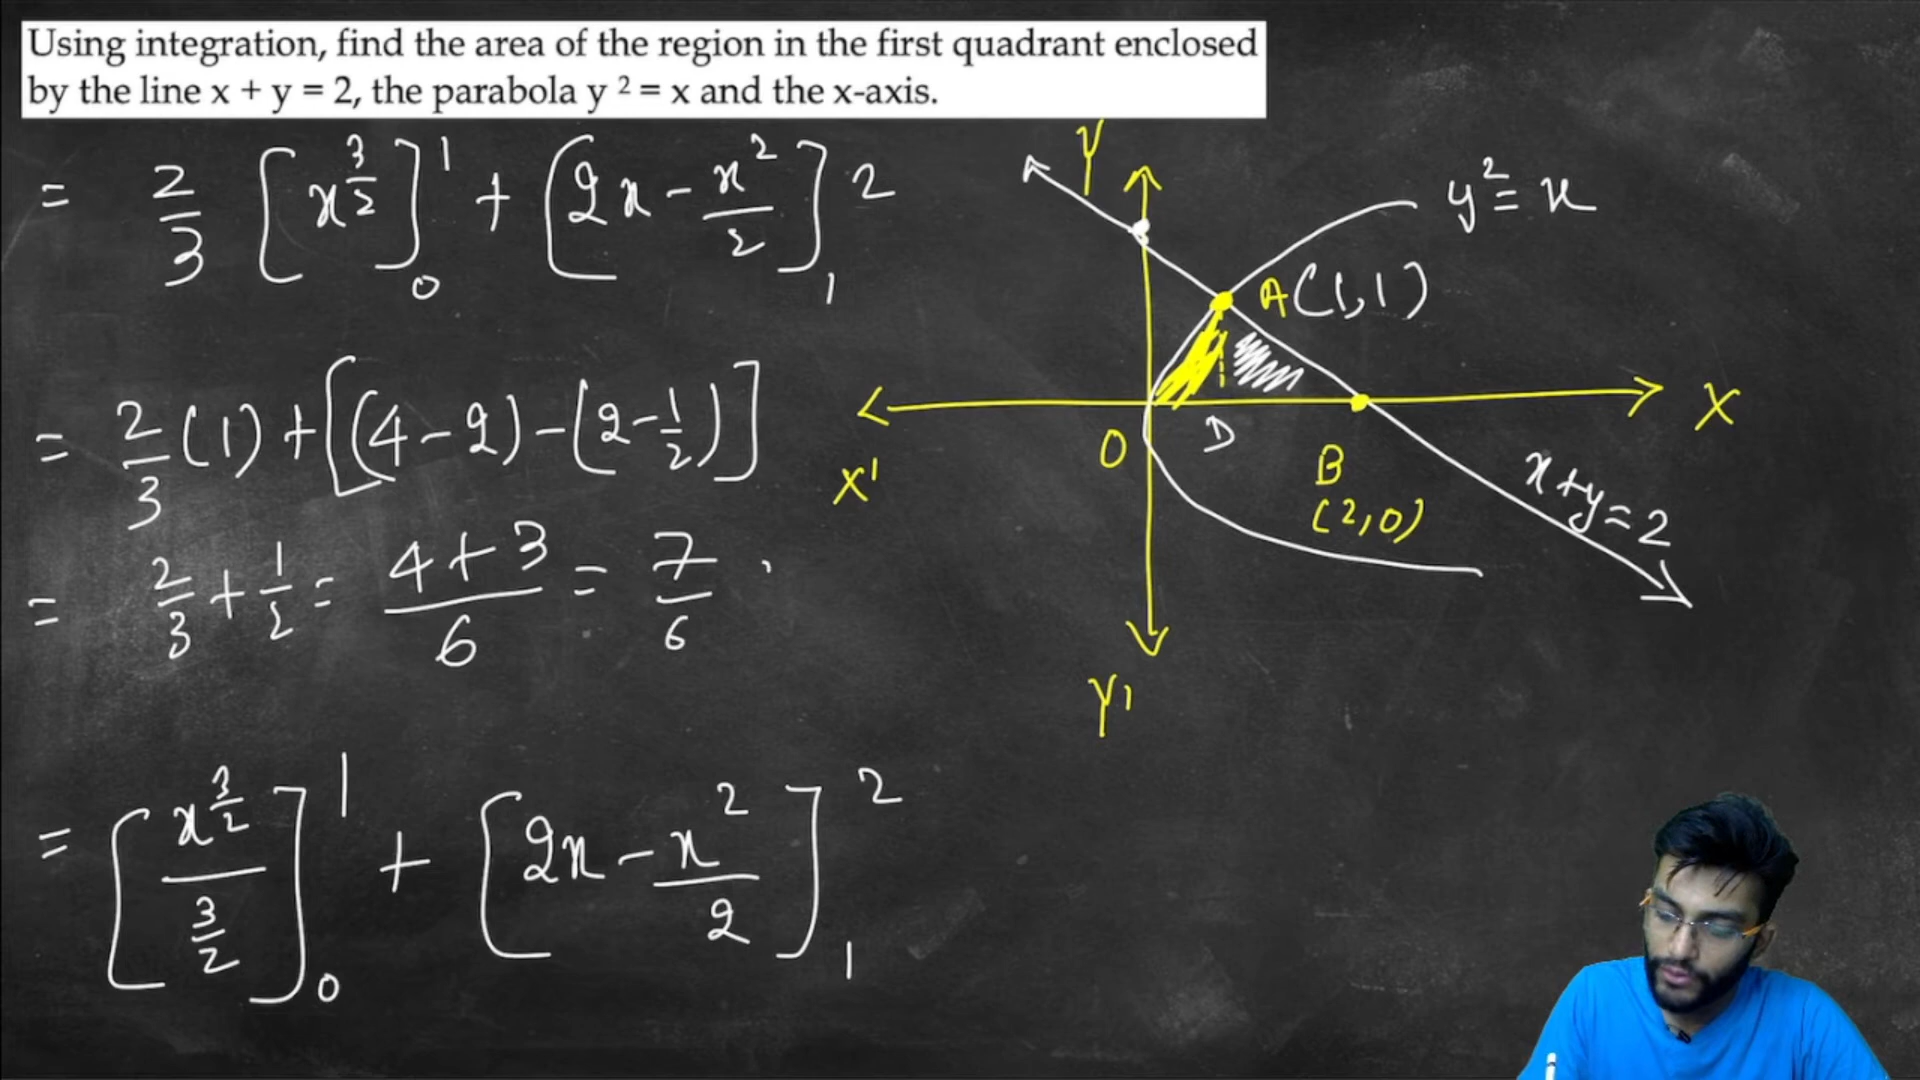 Using integration, find the area of the region in the first quadrant enclosed
by the line x + y = 2, the parabola y ² = x and the x-axis.
= 2/3 [x^(3/2)]₀¹ + [2x - x²/2]₁²
= 2/3 (1) + [(4-2) - (2 - 1/2)]
= 2/3 + 1/2 = (4+3)/6 = 7/6 .
= [x^(3/2) / (3/2)]₀¹ + [2x - x²/2]₁²
Y
y² = x
A (1,1)
X' O D X
B
(2,0)
x+y=2
Y'